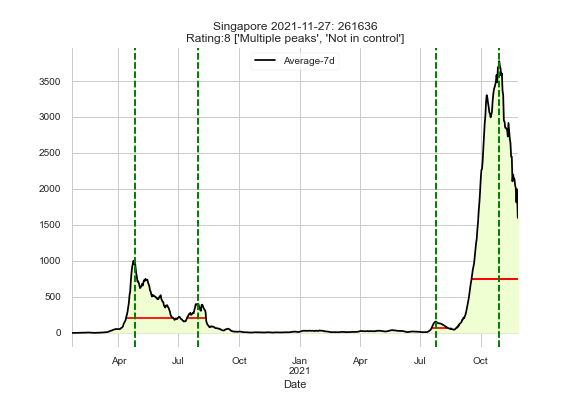 Singapore 2021-11-27: 261636
Rating:8 ['Multiple peaks', 'Not in control']
Average-7d
3500
3000
2500
2000
1500
1000
500
0
Apr Jul Oct Jan Apr Jul Oct
2021
Date